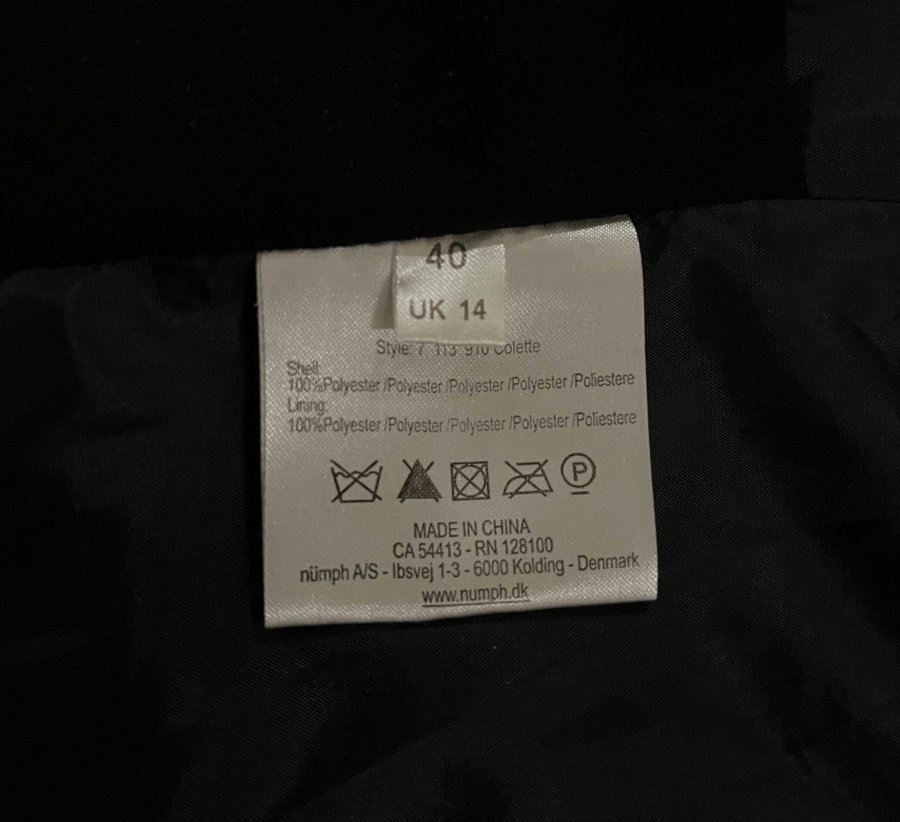 40
UK 14
Style: 7 113 910 Colette
Shell:
100%Polyester /Polyester /Polyester /Polyester /Poliestere
Lining:
100%Polyester /Polyester /Polyester /Polyester /Poliestere
P
MADE IN CHINA
CA 54413 - RN 128100
nümph A/S - Ibsvej 1-3 - 6000 Kolding - Denmark
www.numph.dk